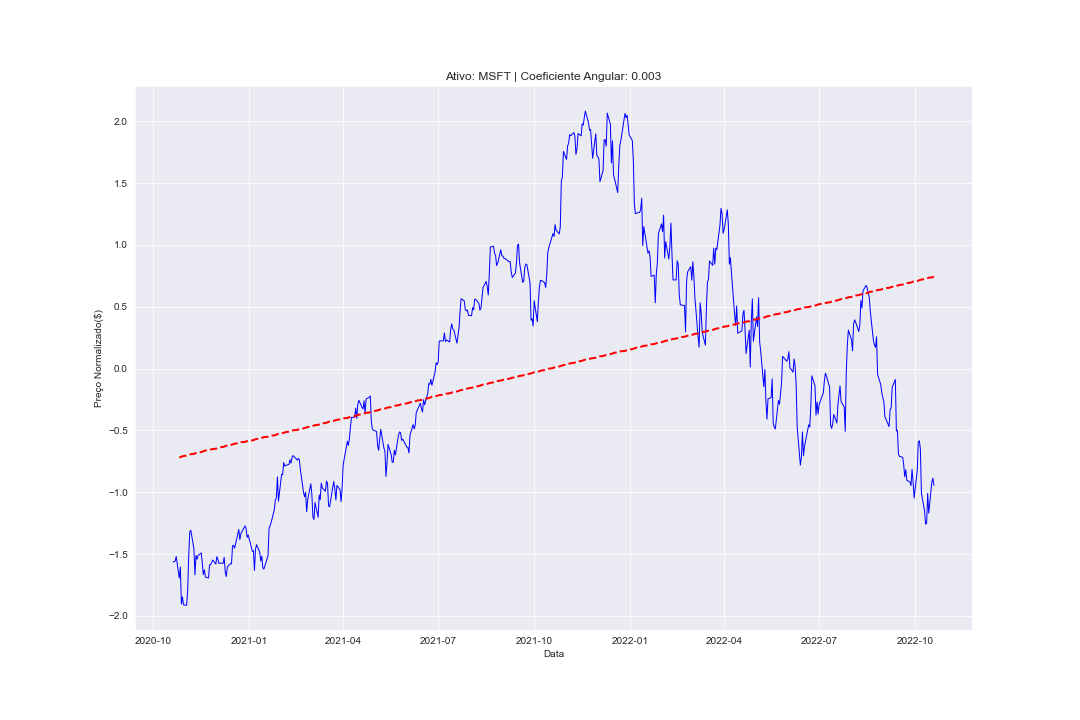 Ativo: MSFT | Coeficiente Angular: 0.003
Preço Normalizado($)
2.0
1.5
1.0
0.5
0.0
−0.5
−1.0
−1.5
−2.0
2020-10 2021-01 2021-04 2021-07 2021-10 2022-01 2022-04 2022-07 2022-10
Data